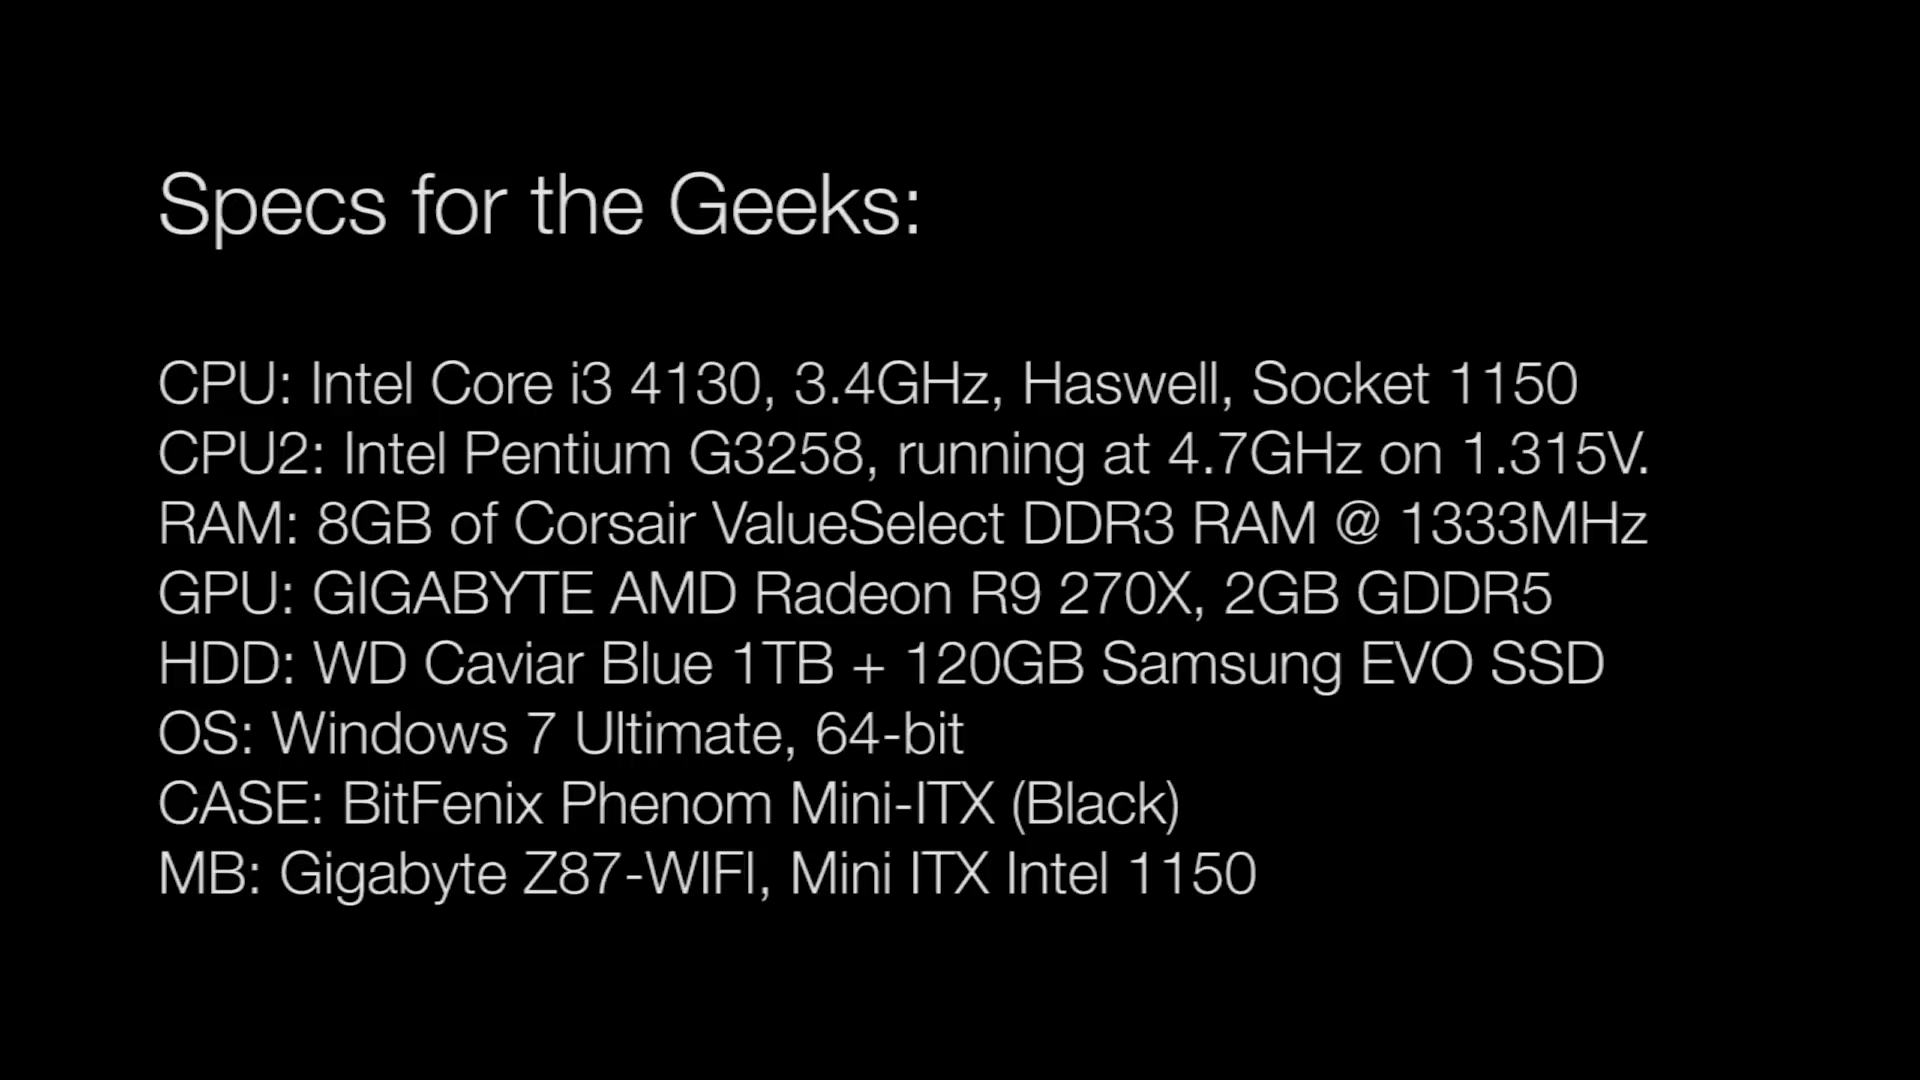 Specs for the Geeks:
CPU: Intel Core i3 4130, 3.4GHz, Haswell, Socket 1150
CPU2: Intel Pentium G3258, running at 4.7GHz on 1.315V.
RAM: 8GB of Corsair ValueSelect DDR3 RAM @ 1333MHz
GPU: GIGABYTE AMD Radeon R9 270X, 2GB GDDR5
HDD: WD Caviar Blue 1TB + 120GB Samsung EVO SSD
OS: Windows 7 Ultimate, 64-bit
CASE: BitFenix Phenom Mini-ITX (Black)
MB: Gigabyte Z87-WIFI, Mini ITX Intel 1150